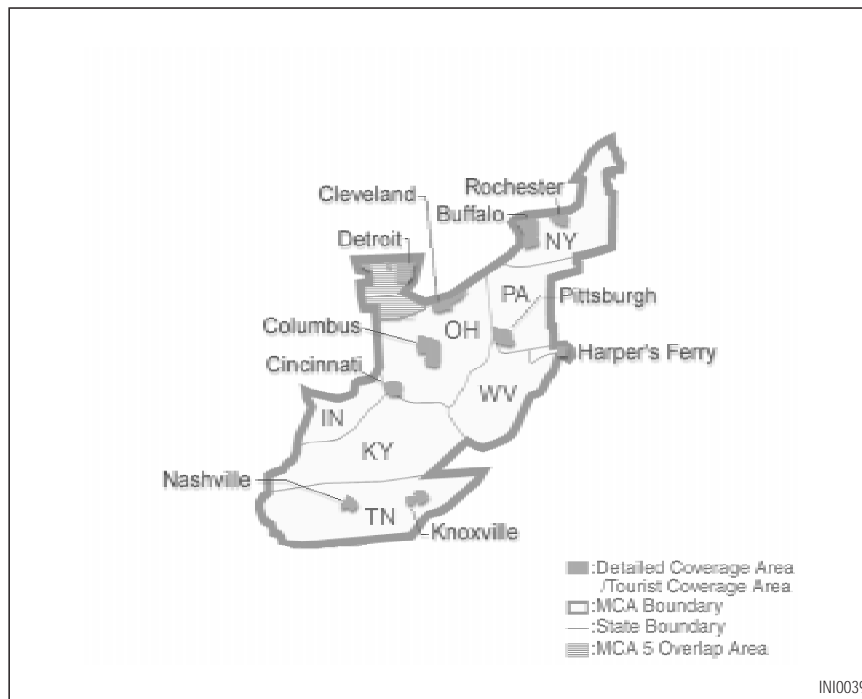 Rochester
Cleveland
Buffalo
Detroit
NY
PA
Pittsburgh
Columbus
OH
Harper's Ferry
Cincinnati
WV
IN
KY
Nashville
TN
Knoxville
:Detailed Coverage Area
/Tourist Coverage Area
:MCA Boundary
:State Boundary
:MCA 5 Overlap Area
INI0039